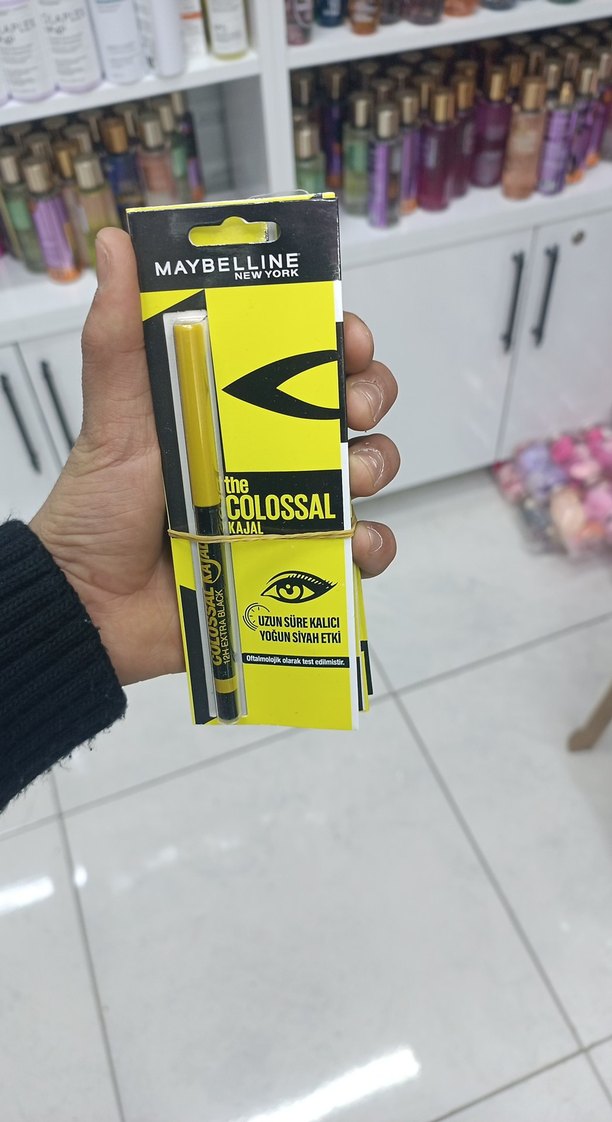 OLAPLEX
MAYBELLINE
NEW YORK
the
COLOSSAL
KAJAL
UZUN SÜRE KALICI
YOĞUN SİYAH ETKİ
Oftalmolojik olarak test edilmiştir.
COLOSSAL KAJAL
12H EXTRA BLACK